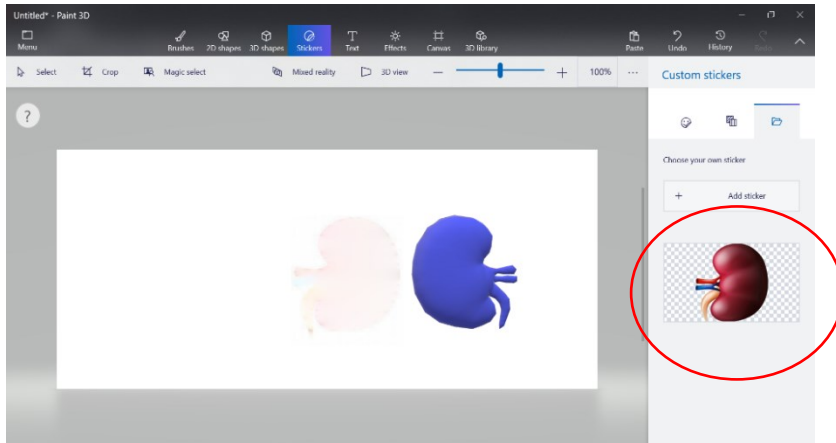 Untitled* - Paint 3D
Menu Brushes 2D shapes 3D shapes Stickers Text Effects Canvas 3D library Paste Undo History Redo
Select Crop Magic select Mixed reality 3D view 100% ...
Custom stickers
?
Choose your own sticker
+ Add sticker